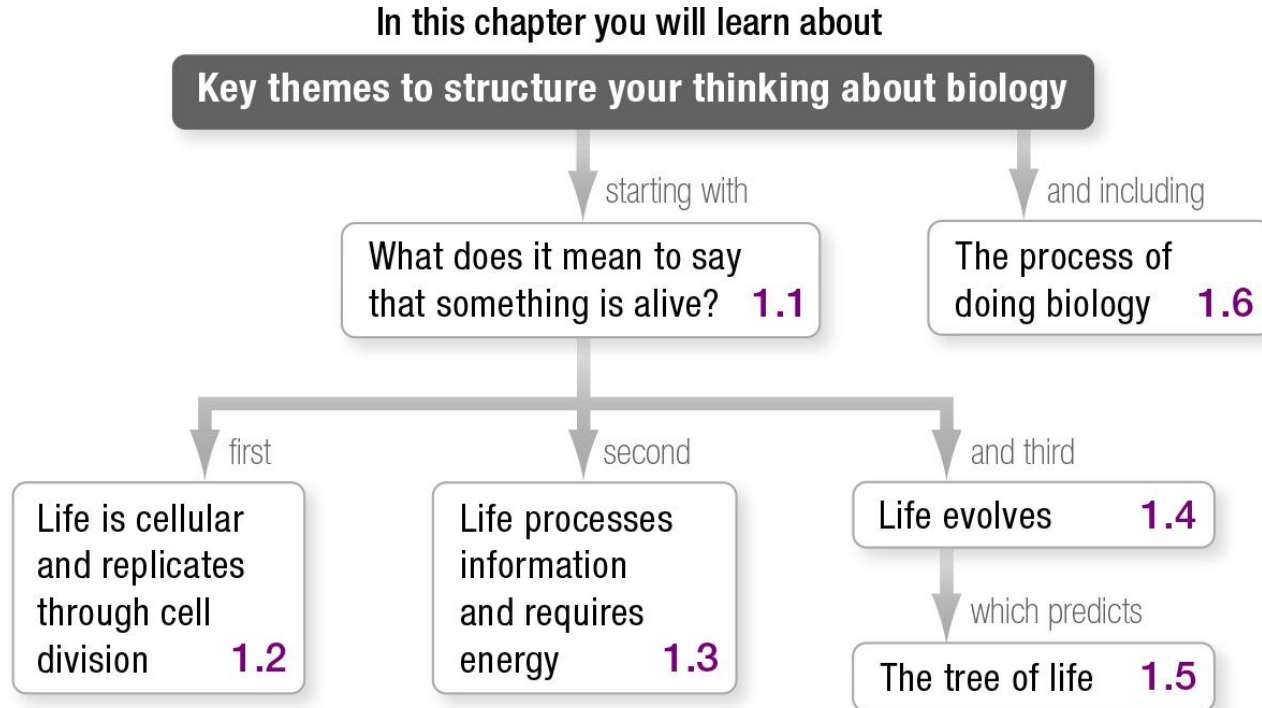 In this chapter you will learn about
Key themes to structure your thinking about biology
starting with
and including
What does it mean to say
that something is alive? 1.1
The process of
doing biology 1.6
first
second
and third
Life is cellular
and replicates
through cell
division 1.2
Life processes
information
and requires
energy 1.3
Life evolves 1.4
which predicts
The tree of life 1.5